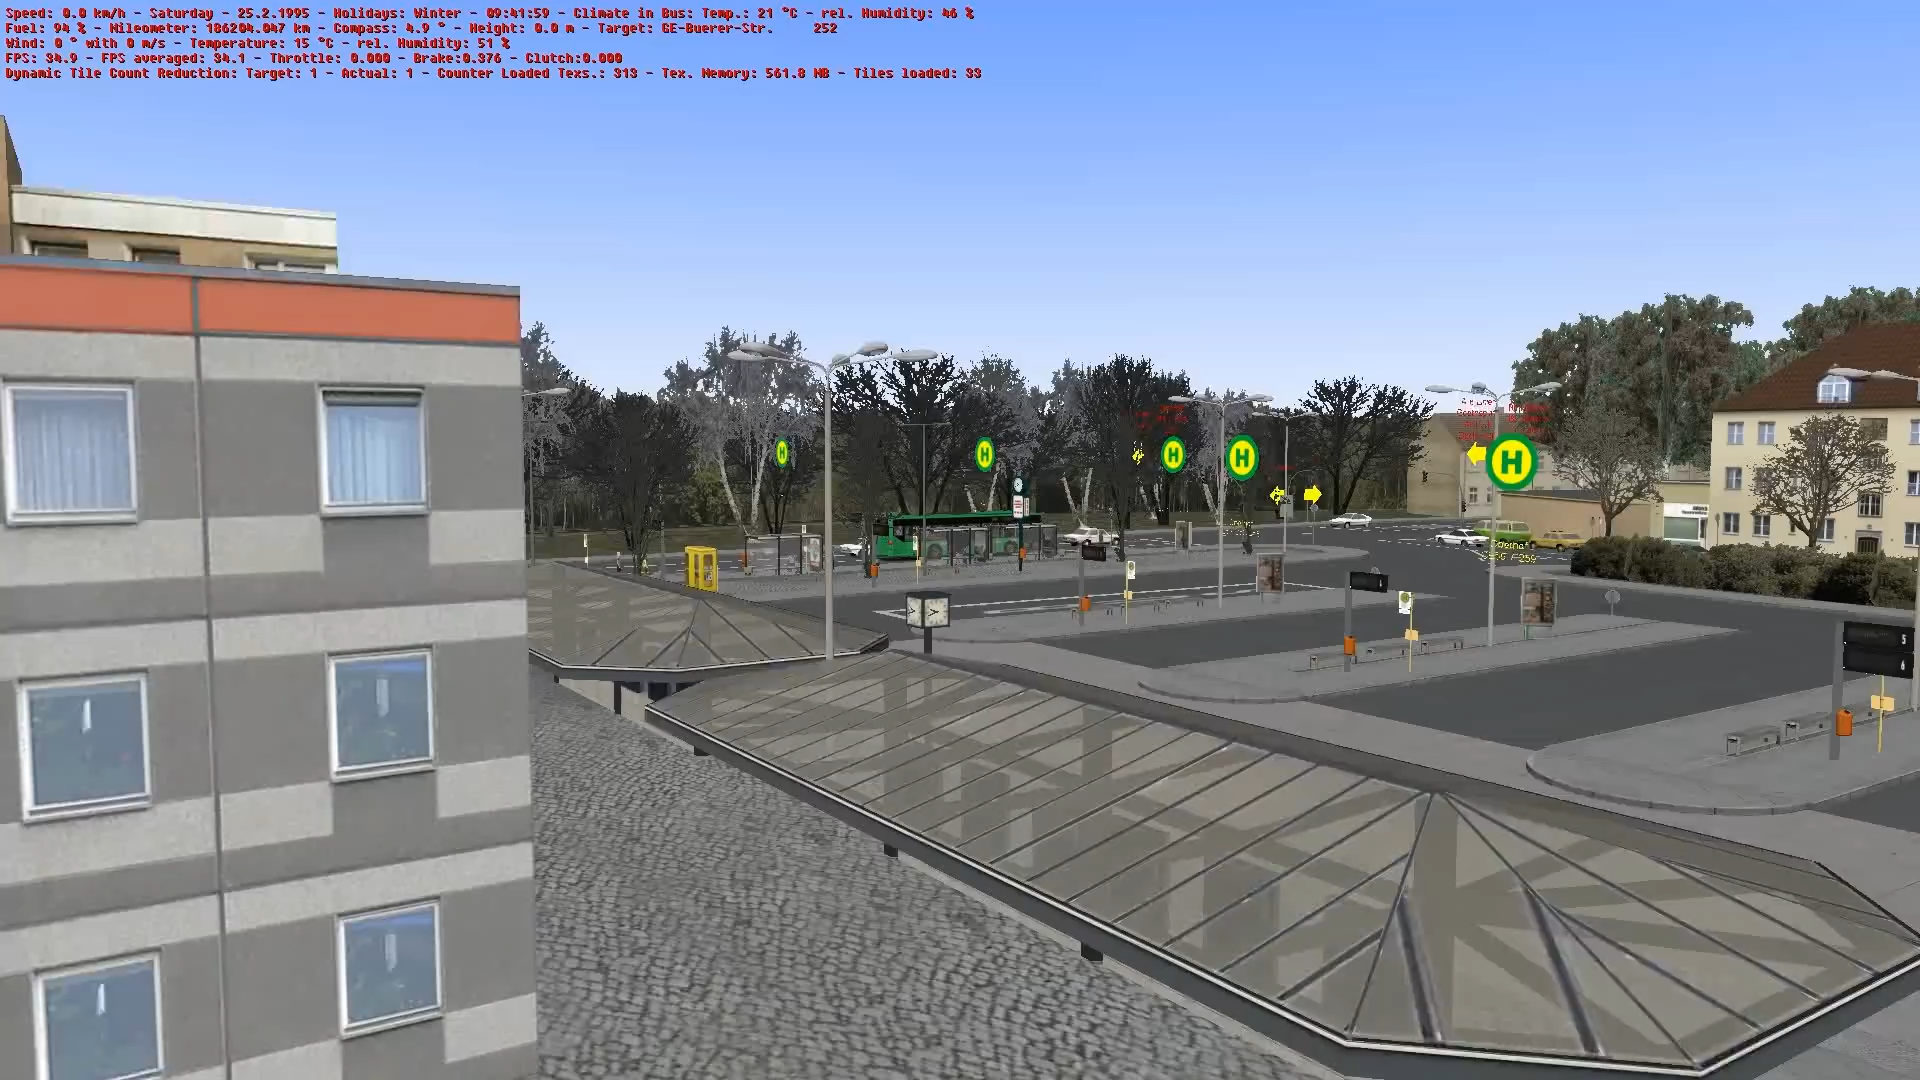 Speed: 0.0 km/h - Saturday - 25.2.1995 - Holidays: Winter - 09:41:59 - Climate in Bus: Temp.: 21 °C - rel. Humidity: 46 %
Fuel: 94 % - Mileometer: 186204.047 km - Compass: 4.9 ° - Height: 0.0 m - Target: GE-Buerer-Str. 252
Wind: 0 ° with 0 m/s - Temperature: 15 °C - rel. Humidity: 51 %
FPS: 34.9 - FPS averaged: 34.1 - Throttle: 0.000 - Brake:0.376 - Clutch:0.000
Dynamic Tile Count Reduction: Target: 1 - Actual: 1 - Counter Loaded Texs.: 313 - Tex. Memory: 561.8 MB - Tiles loaded: 33
H
H
H
H
H
5
6